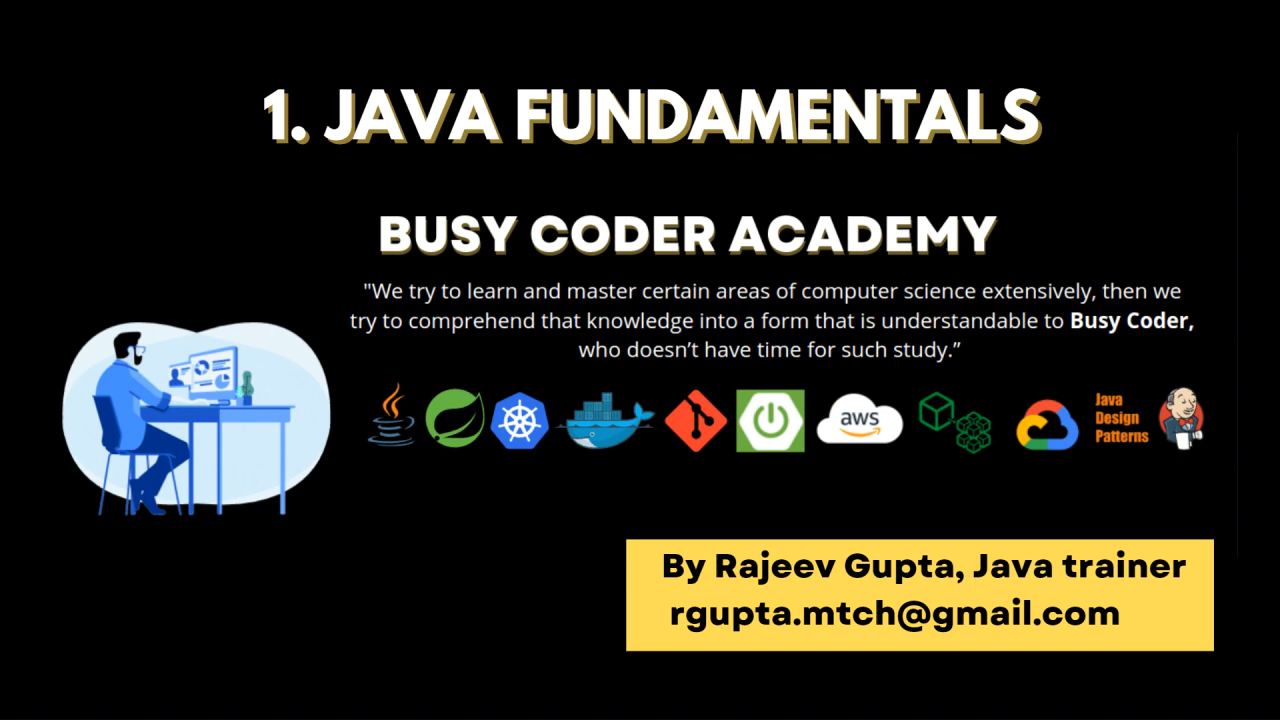 1. JAVA FUNDAMENTALS
BUSY CODER ACADEMY
"We try to learn and master certain areas of computer science extensively, then we
try to comprehend that knowledge into a form that is understandable to Busy Coder,
who doesn’t have time for such study.”
aws
Java
Design
Patterns
By Rajeev Gupta, Java trainer
rgupta.mtch@gmail.com